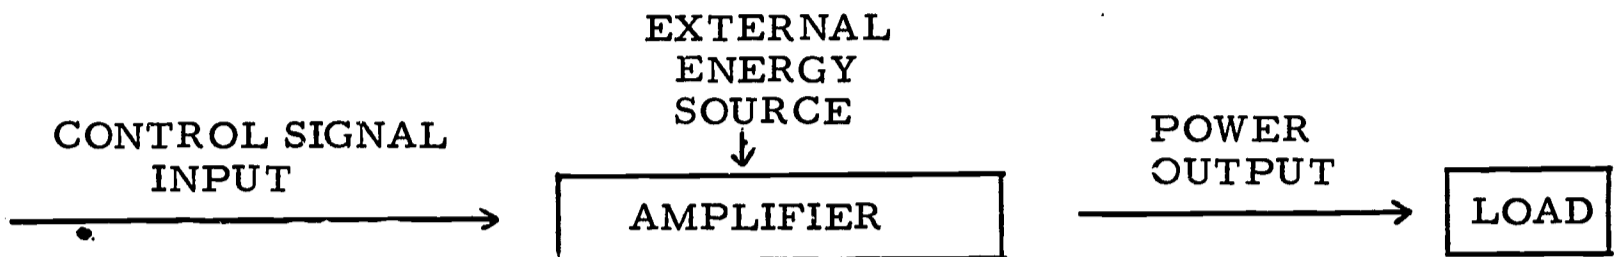 EXTERNAL
ENERGY
SOURCE
CONTROL SIGNAL
INPUT
POWER
OUTPUT
AMPLIFIER
LOAD